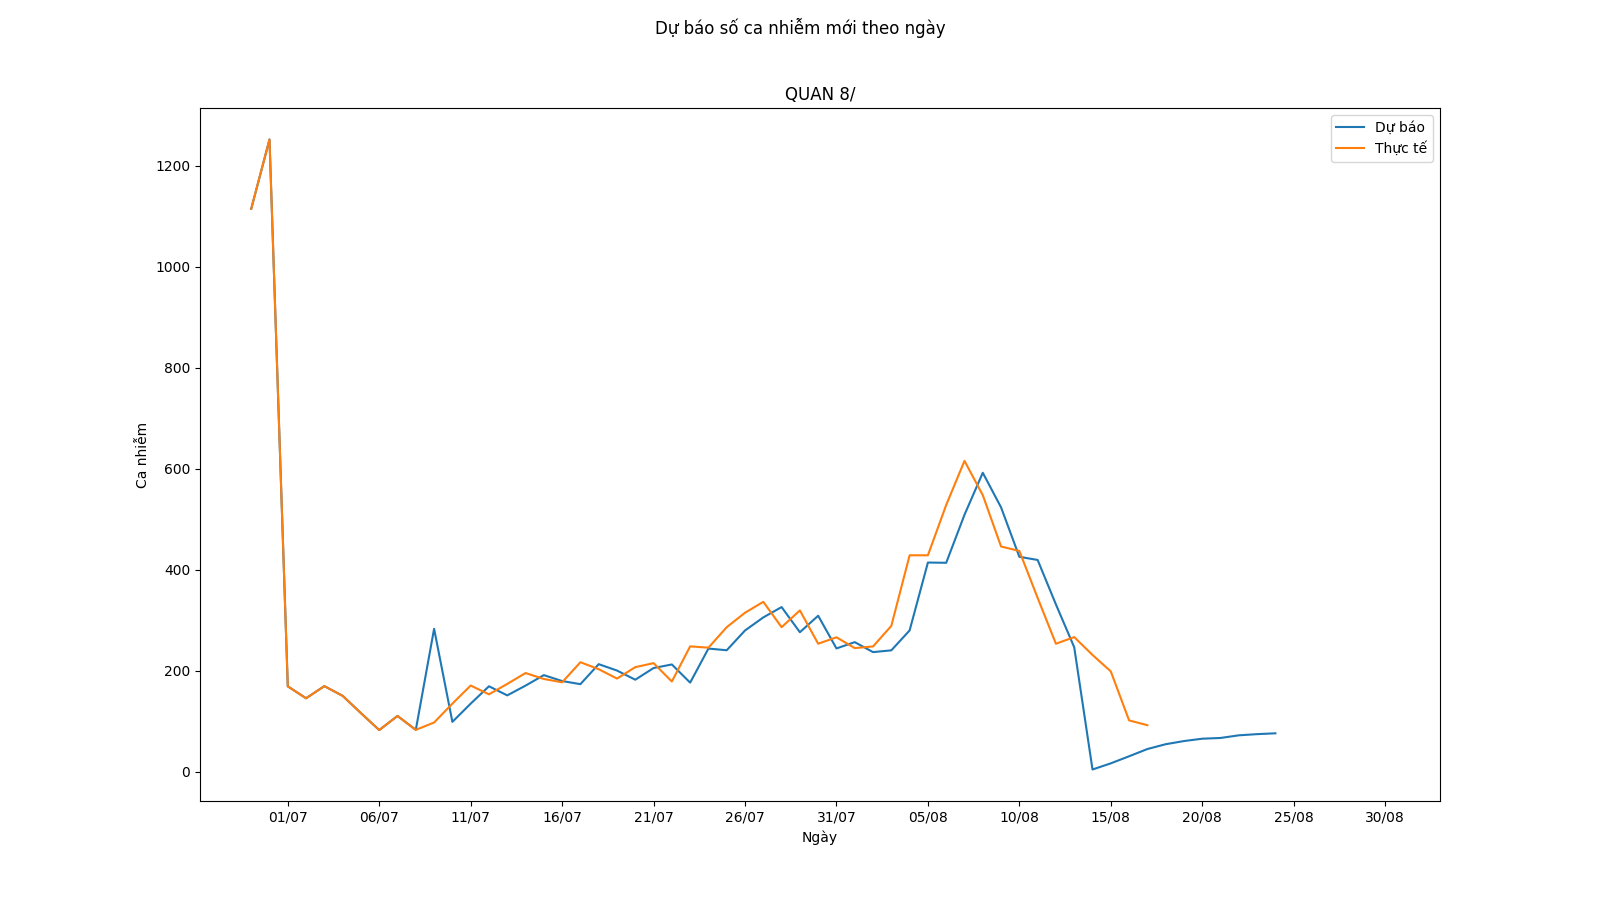 Dự báo số ca nhiễm mới theo ngày
QUAN 8/
Dự báo
Thực tế
1200
1000
800
600
400
200
0
Ca nhiễm
01/07 06/07 11/07 16/07 21/07 26/07 31/07 05/08 10/08 15/08 20/08 25/08 30/08
Ngày